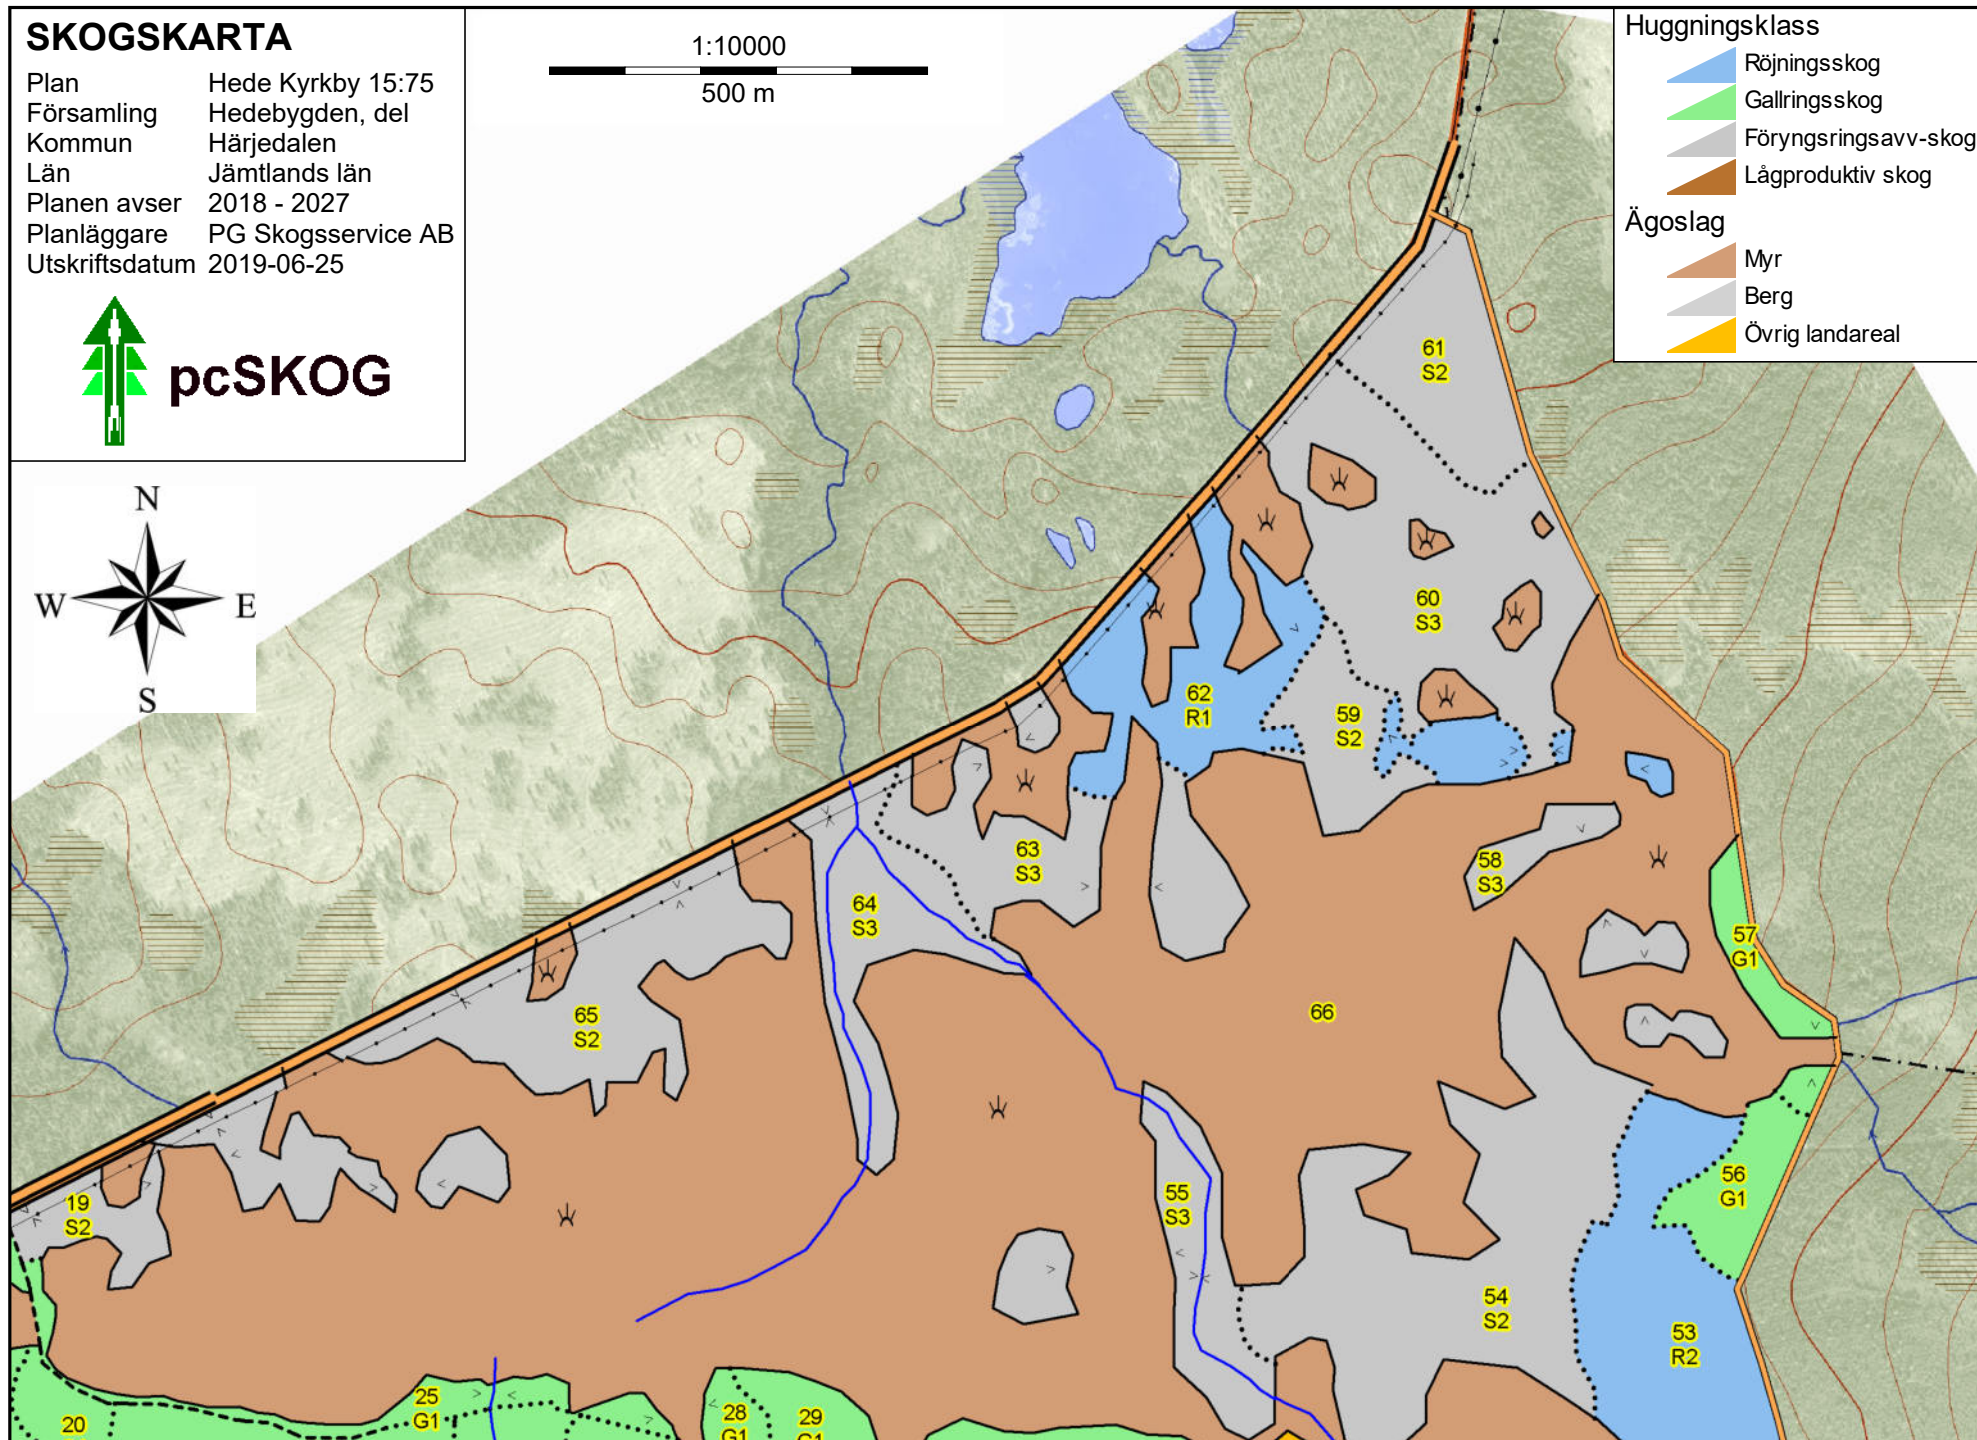 SKOGSKARTA
Plan Hede Kyrkby 15:75
Församling Hedebygden, del
Kommun Härjedalen
Län Jämtlands län
Planen avser 2018 - 2027
Planläggare PG Skogsservice AB
Utskriftsdatum 2019-06-25
pcSKOG
1:10000
500 m
Huggningsklass
Röjningsskog
Gallringsskog
Föryngsringsavv-skog
Lågproduktiv skog
Ägoslag
Myr
Berg
Övrig landareal
N
W E
S
61
S2
60
S3
62
R1
59
S2
63
S3
58
S3
64
S3
57
G1
65
S2
66
56
G1
55
S3
19
S2
54
S2
53
R2
25
G1
28
G1
29
G1
20